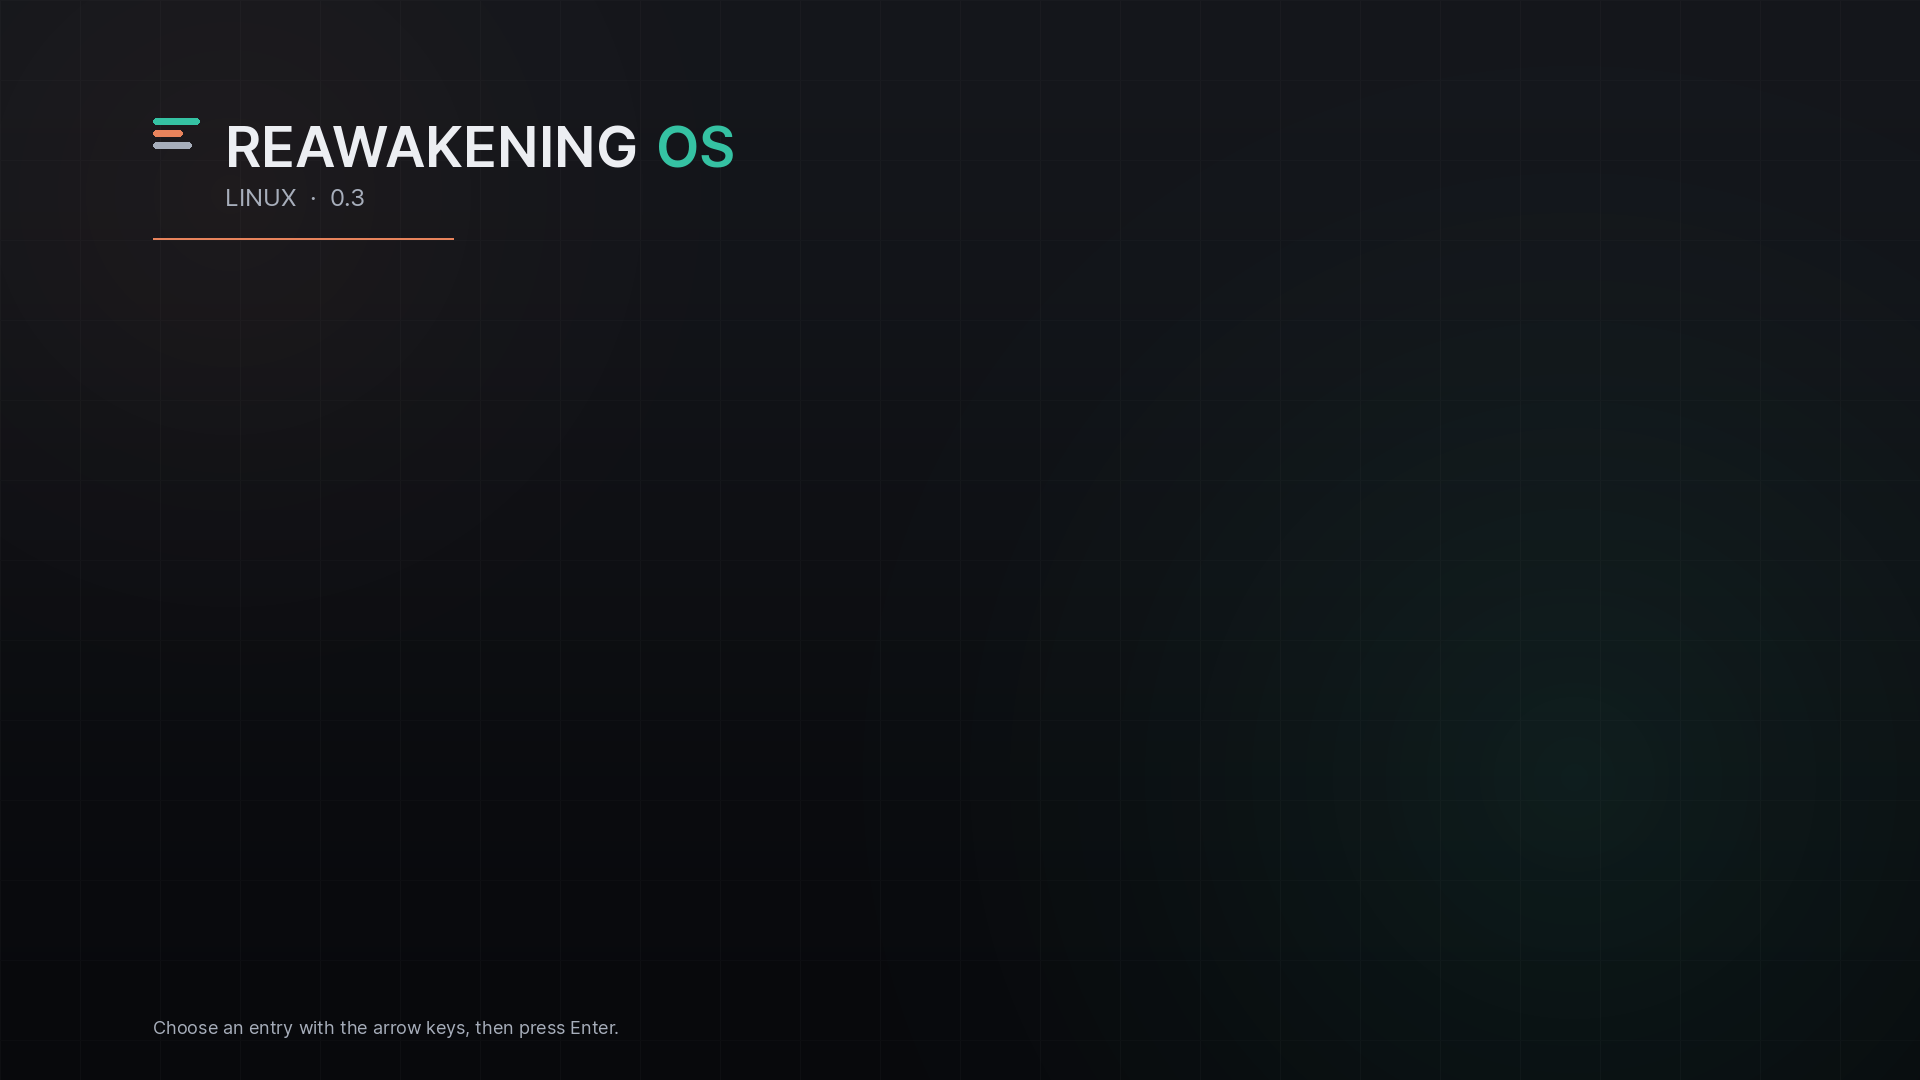 REAWAKENING OS
LINUX · 0.3
Choose an entry with the arrow keys, then press Enter.